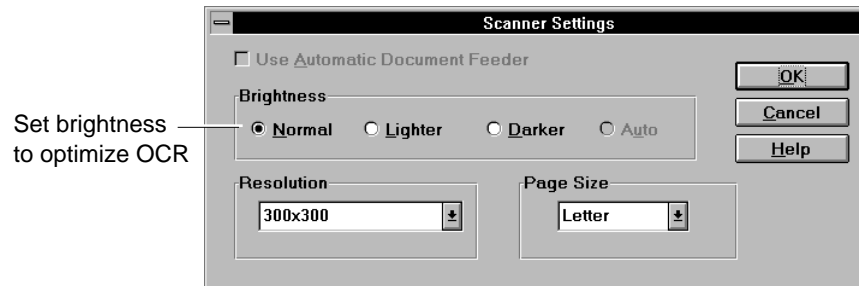 Scanner Settings
Use Automatic Document Feeder
OK
Brightness
Cancel
Set brightness
to optimize OCR
Normal Lighter Darker Auto
Help
Resolution Page Size
300x300 Letter